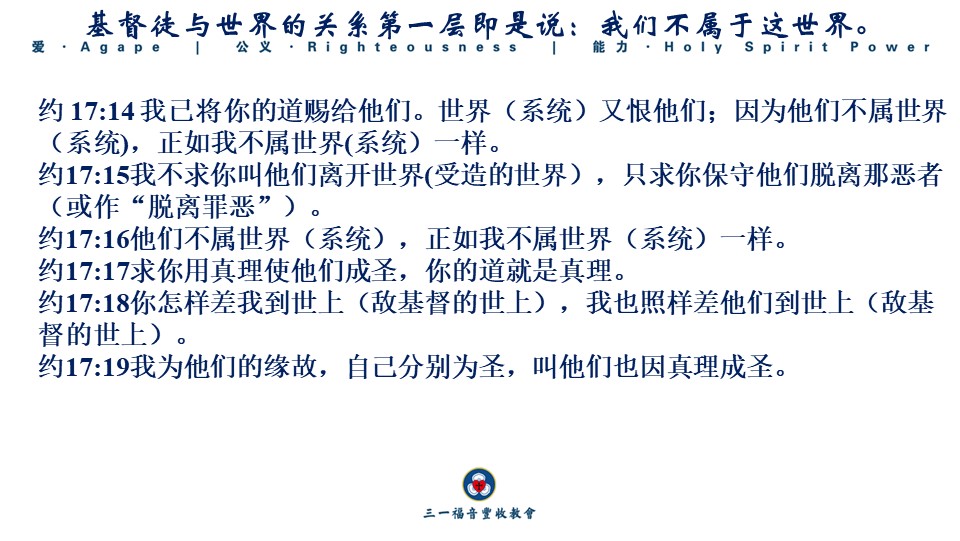 基督徒与世界的关系第一层即是说：我们不属于这世界。
爱 · Agape | 公义 · Righteousness | 能力 · Holy Spirit Power
约 17:14 我已将你的道赐给他们。世界（系统）又恨他们；因为他们不属世界
（系统)，正如我不属世界(系统）一样。
约17:15我不求你叫他们离开世界(受造的世界），只求你保守他们脱离那恶者
（或作“脱离罪恶”）。
约17:16他们不属世界（系统），正如我不属世界（系统）一样。
约17:17求你用真理使他们成圣，你的道就是真理。
约17:18你怎样差我到世上（敌基督的世上），我也照样差他们到世上（敌基
督的世上）。
约17:19我为他们的缘故，自己分别为圣，叫他们也因真理成圣。
三一福音豐收教會